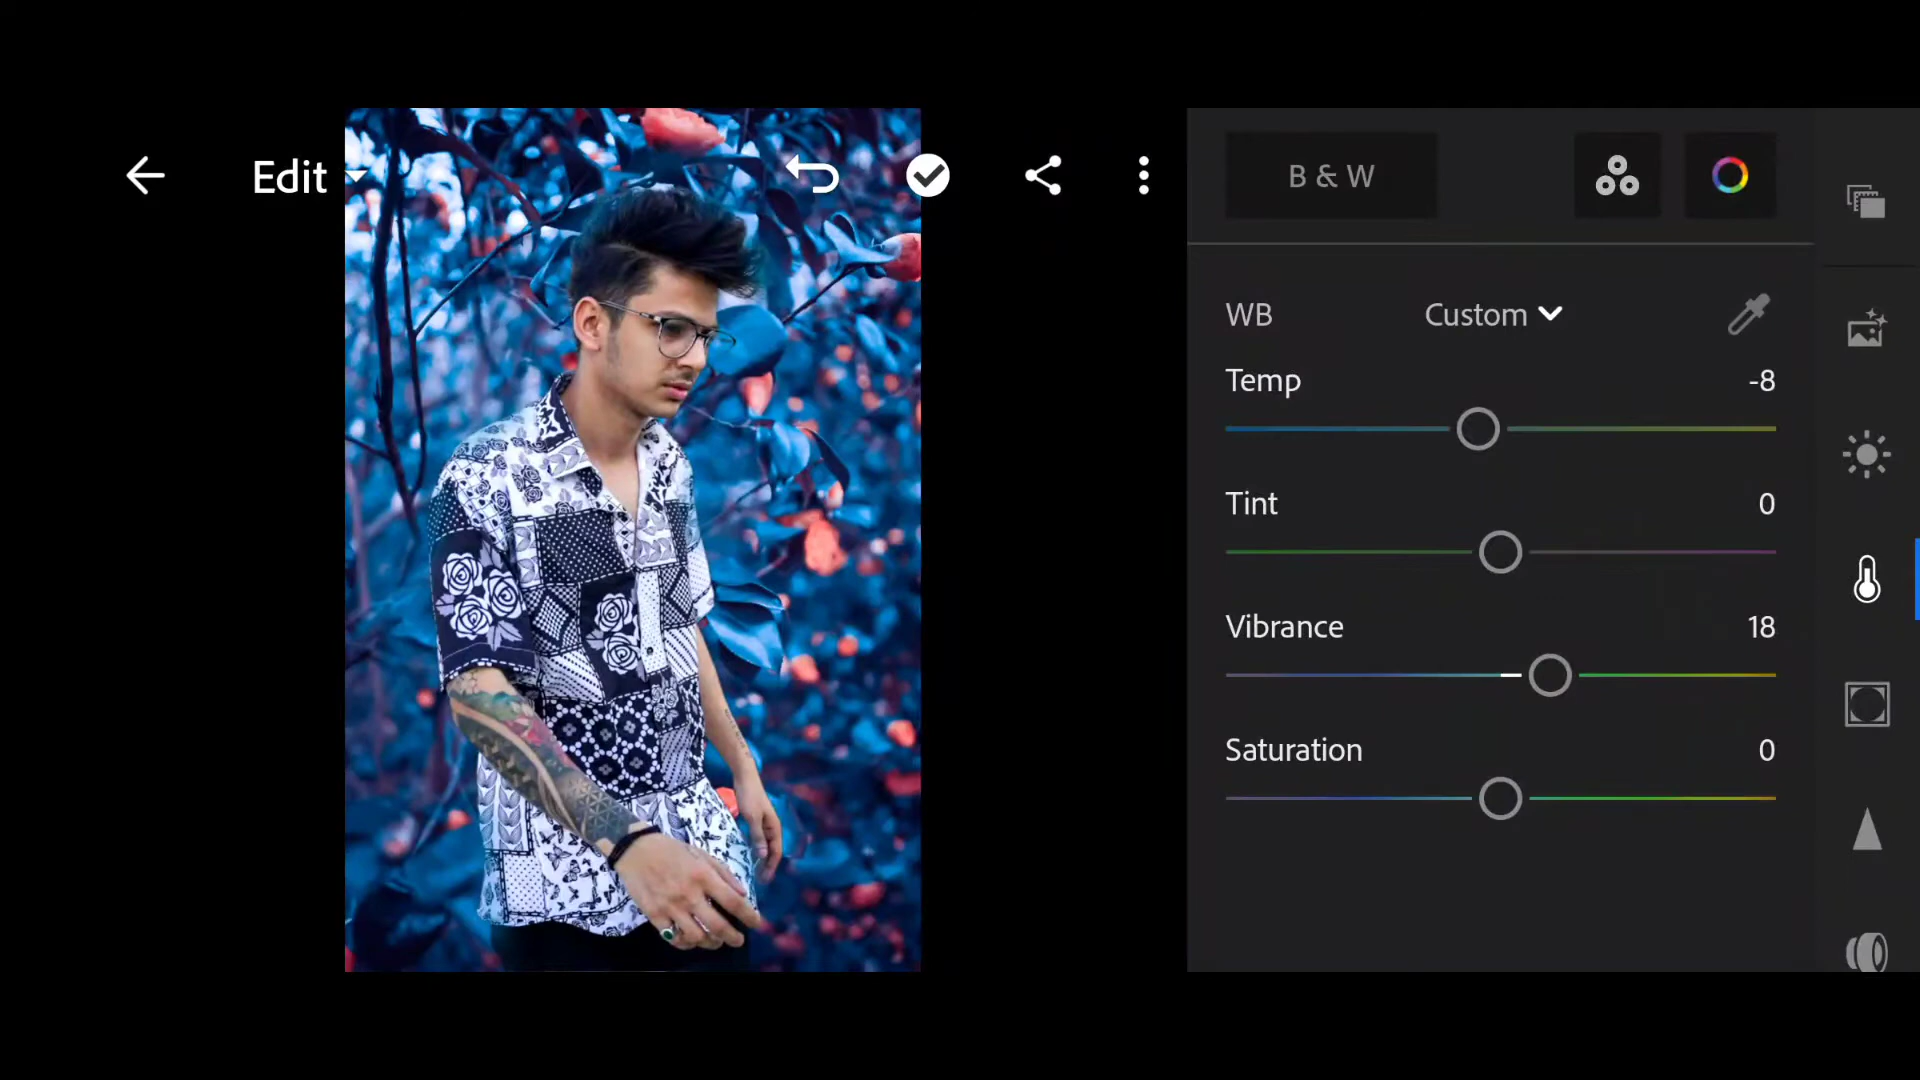 Edit
B & W
WB Custom
Temp -8
Tint 0
Vibrance 18
Saturation 0